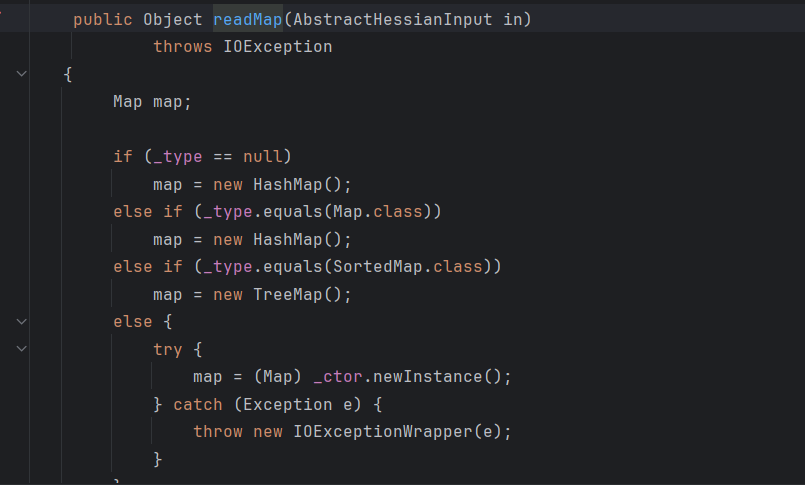 public Object readMap(AbstractHessianInput in)
throws IOException
{
Map map;
if (_type == null)
map = new HashMap();
else if (_type.equals(Map.class))
map = new HashMap();
else if (_type.equals(SortedMap.class))
map = new TreeMap();
else {
try {
map = (Map) _ctor.newInstance();
} catch (Exception e) {
throw new IOExceptionWrapper(e);
}
}